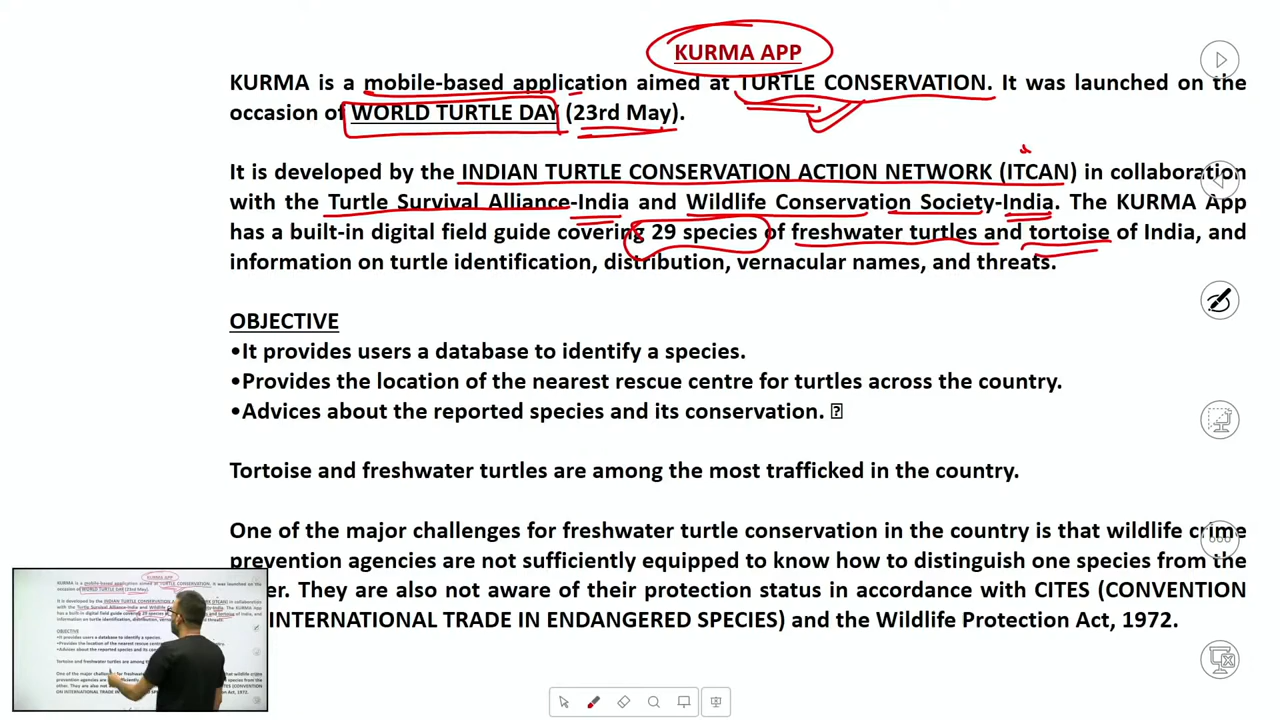 KURMA APP
KURMA is a mobile-based application aimed at TURTLE CONSERVATION. It was launched on the
occasion of WORLD TURTLE DAY (23rd May).
It is developed by the INDIAN TURTLE CONSERVATION ACTION NETWORK (ITCAN) in collaboration
with the Turtle Survival Alliance-India and Wildlife Conservation Society-India. The KURMA App
has a built-in digital field guide covering 29 species of freshwater turtles and tortoise of India, and
information on turtle identification, distribution, vernacular names, and threats.
OBJECTIVE
•It provides users a database to identify a species.
•Provides the location of the nearest rescue centre for turtles across the country.
•Advices about the reported species and its conservation.
Tortoise and freshwater turtles are among the most trafficked in the country.
One of the major challenges for freshwater turtle conservation in the country is that wildlife crime
prevention agencies are not sufficiently equipped to know how to distinguish one species from the
They are also not aware of their protection status in accordance with CITES (CONVENTION
INTERNATIONAL TRADE IN ENDANGERED SPECIES) and the Wildlife Protection Act, 1972.